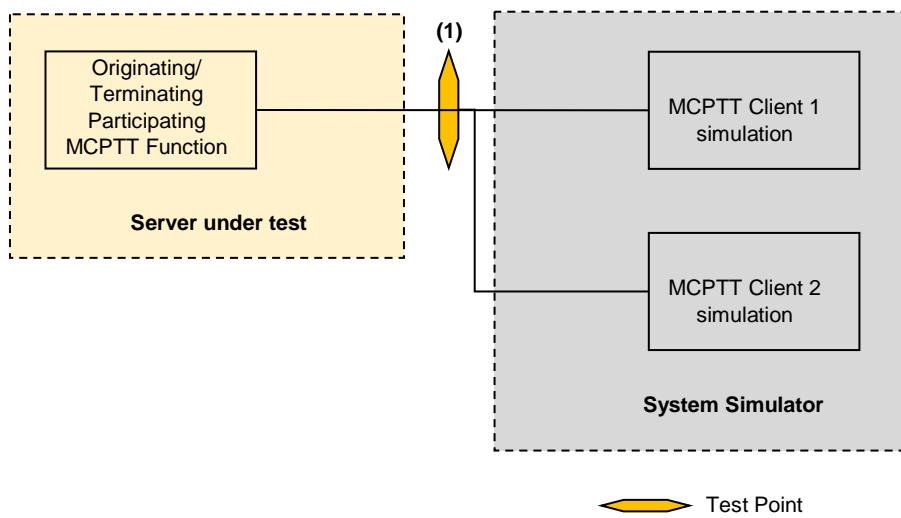 (1)
Originating/
Terminating
Participating
MCPTT Function
Server under test
MCPTT Client 1
simulation
MCPTT Client 2
simulation
System Simulator
Test Point